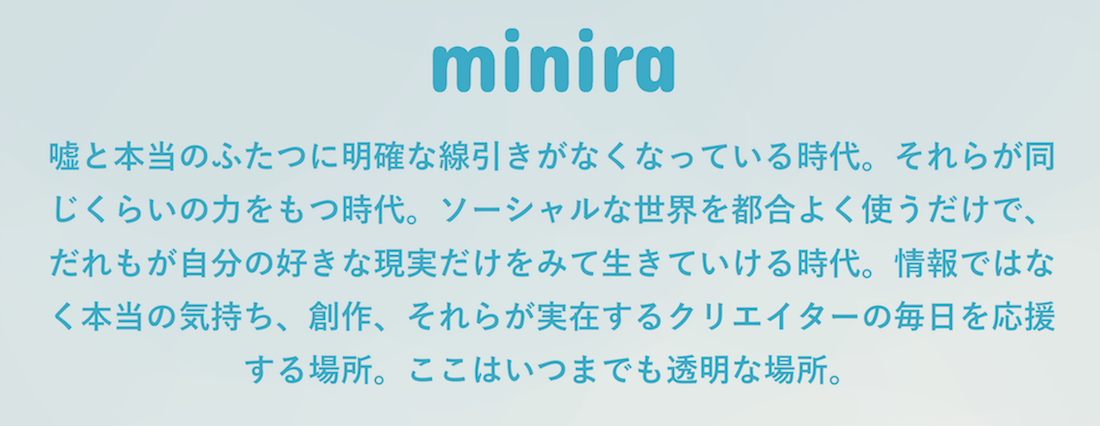 minira
嘘と本当のふたつに明確な線引きがなくなっている時代。それらが同
じくらいの力をもつ時代。ソーシャルな世界を都合よく使うだけで、
だれもが自分の好きな現実だけをみて生きていける時代。情報ではな
く本当の気持ち、創作、それらが実在するクリエイターの毎日を応援
する場所。ここはいつまでも透明な場所。